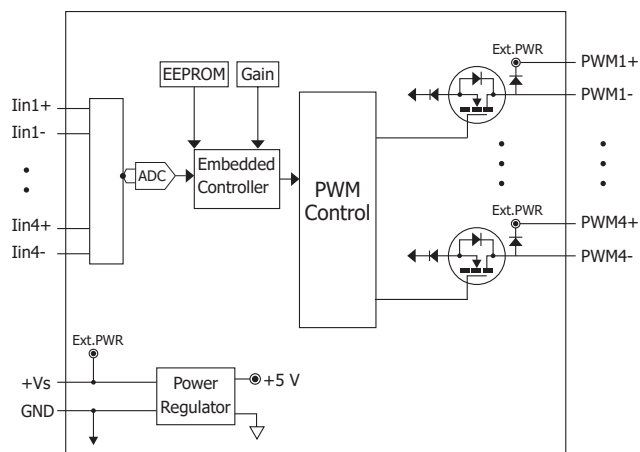 Ext.PWR
PWM1+
EEPROM
Gain
Iin1+
PWM1-
Iin1-
Embedded
Controller
ADC
PWM
Control
Ext.PWR
Iin4+
PWM4+
Iin4-
PWM4-
Ext.PWR
+Vs
Power
Regulator
+5 V
GND